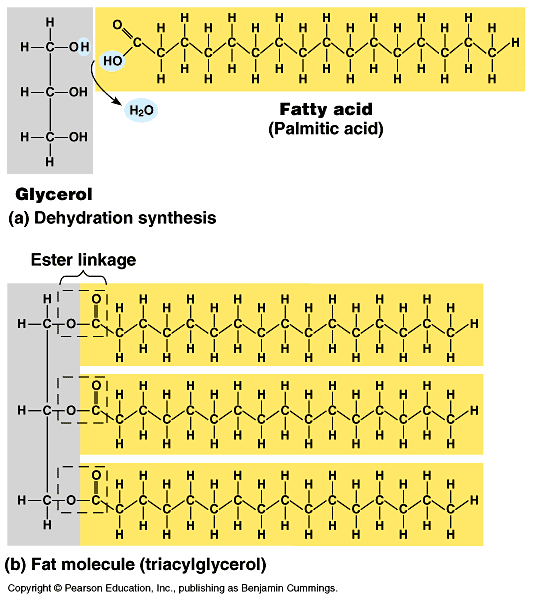 H O H H H H H H H H H H H H H H H
H C OH HO C C C C C C C C C C C C C C C C H
H H H H H H H H H H H H H H H
H C OH H₂O
Fatty acid
(Palmitic acid)
H C OH
H
Glycerol
(a) Dehydration synthesis
Ester linkage
H O H H H H H H H H H H H H H H H
H C O C C C C C C C C C C C C C C C C H
H H H H H H H H H H H H H H H
O H H H H H H H H H H H H H H H
H C O C C C C C C C C C C C C C C C C H
H H H H H H H H H H H H H H H
O H H H H H H H H H H H H H H H
H C O C C C C C C C C C C C C C C C C H
H H H H H H H H H H H H H H H H
(b) Fat molecule (triacylglycerol)
Copyright © Pearson Education, Inc., publishing as Benjamin Cummings.